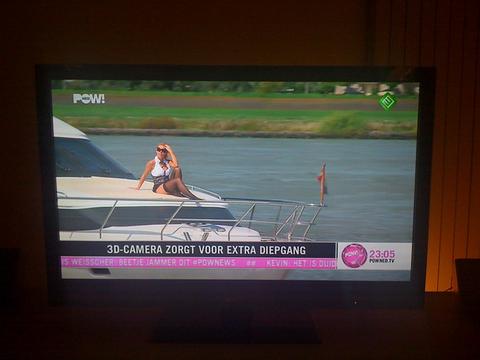 POW!
3D-CAMERA ZORGT VOOR EXTRA DIEPGANG
IS WEISSCHER: BEETJE JAMMER DIT #POWNEWS ## KEVIN: HET IS DUID
POW!
23:05
POWNED.TV